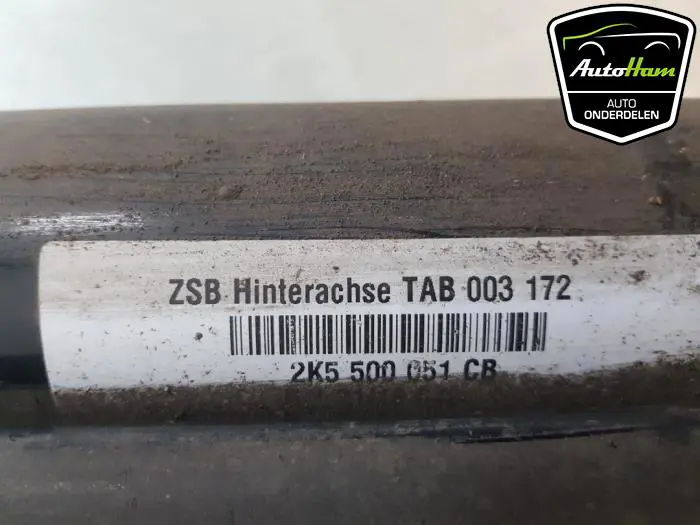 AutoHam
AUTO
ONDERDELEN
ZSB Hinterachse TAB 003 172
2K5 500 051 CB